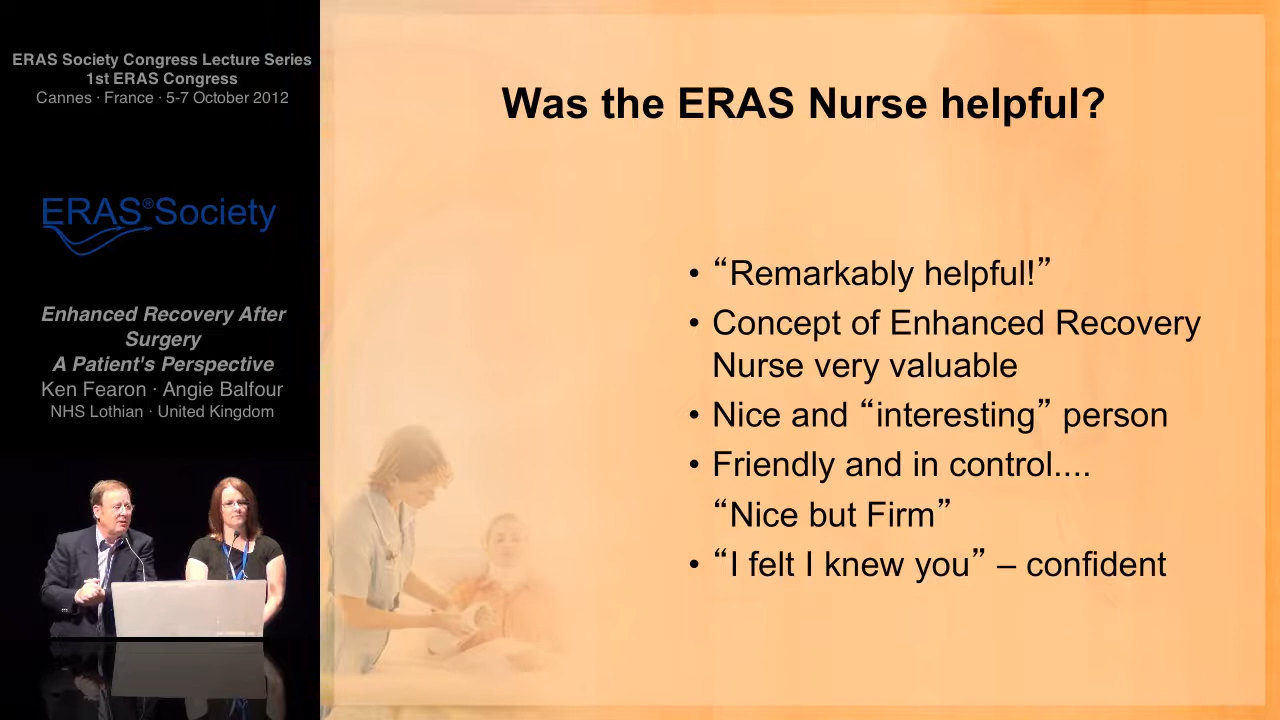 ERAS Society Congress Lecture Series
1st ERAS Congress
Cannes · France · 5-7 October 2012
ERAS®Society
Enhanced Recovery After
Surgery
A Patient's Perspective
Ken Fearon · Angie Balfour
NHS Lothian · United Kingdom
Was the ERAS Nurse helpful?
• “Remarkably helpful!”
• Concept of Enhanced Recovery
Nurse very valuable
• Nice and “interesting” person
• Friendly and in control....
“Nice but Firm”
• “I felt I knew you” – confident